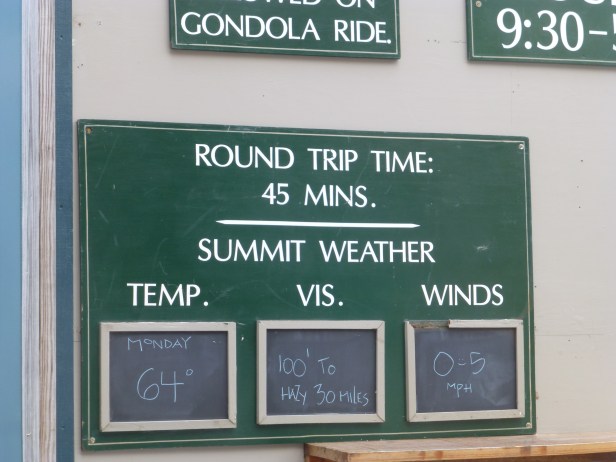 GONDOLA RIDE.
9:30-
ROUND TRIP TIME:
45 MINS.
SUMMIT WEATHER
TEMP. VIS. WINDS
MONDAY
64°
100' TO
HWY 30 MILES
0-5
MPH